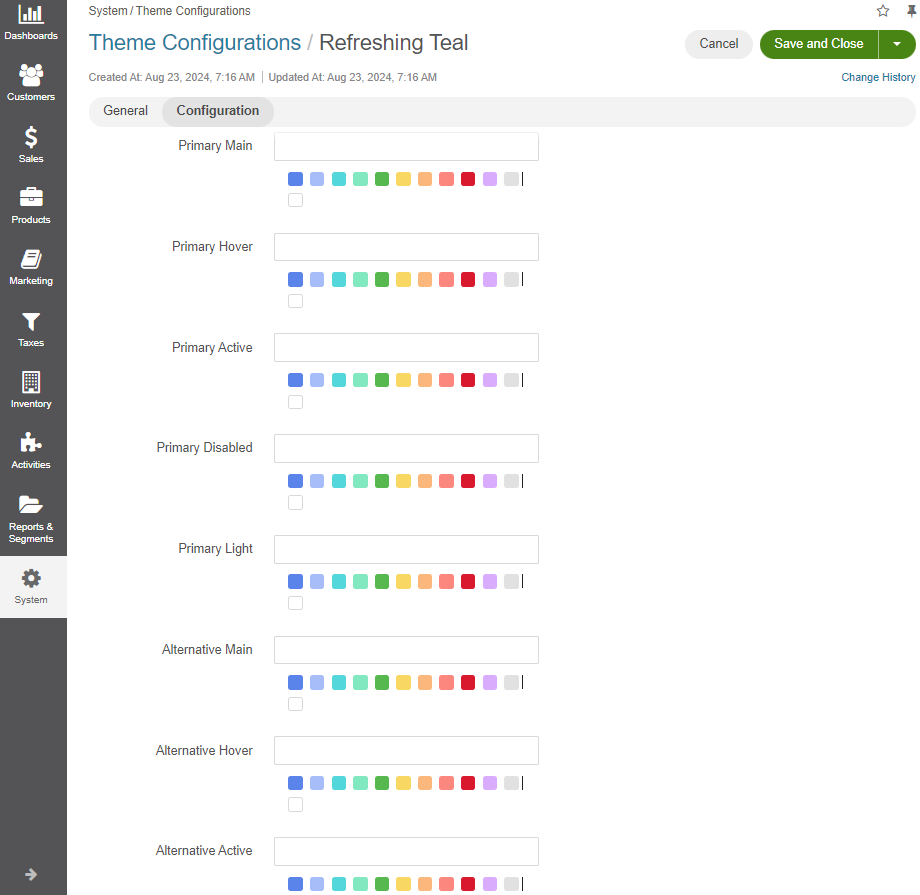 Dashboards
Customers
Sales
Products
Marketing
Taxes
Inventory
Activities
Reports &
Segments
System
System / Theme Configurations
Theme Configurations / Refreshing Teal
Cancel
Save and Close
Created At: Aug 23, 2024, 7:16 AM | Updated At: Aug 23, 2024, 7:16 AM
Change History
General
Configuration
Primary Main
Primary Hover
Primary Active
Primary Disabled
Primary Light
Alternative Main
Alternative Hover
Alternative Active